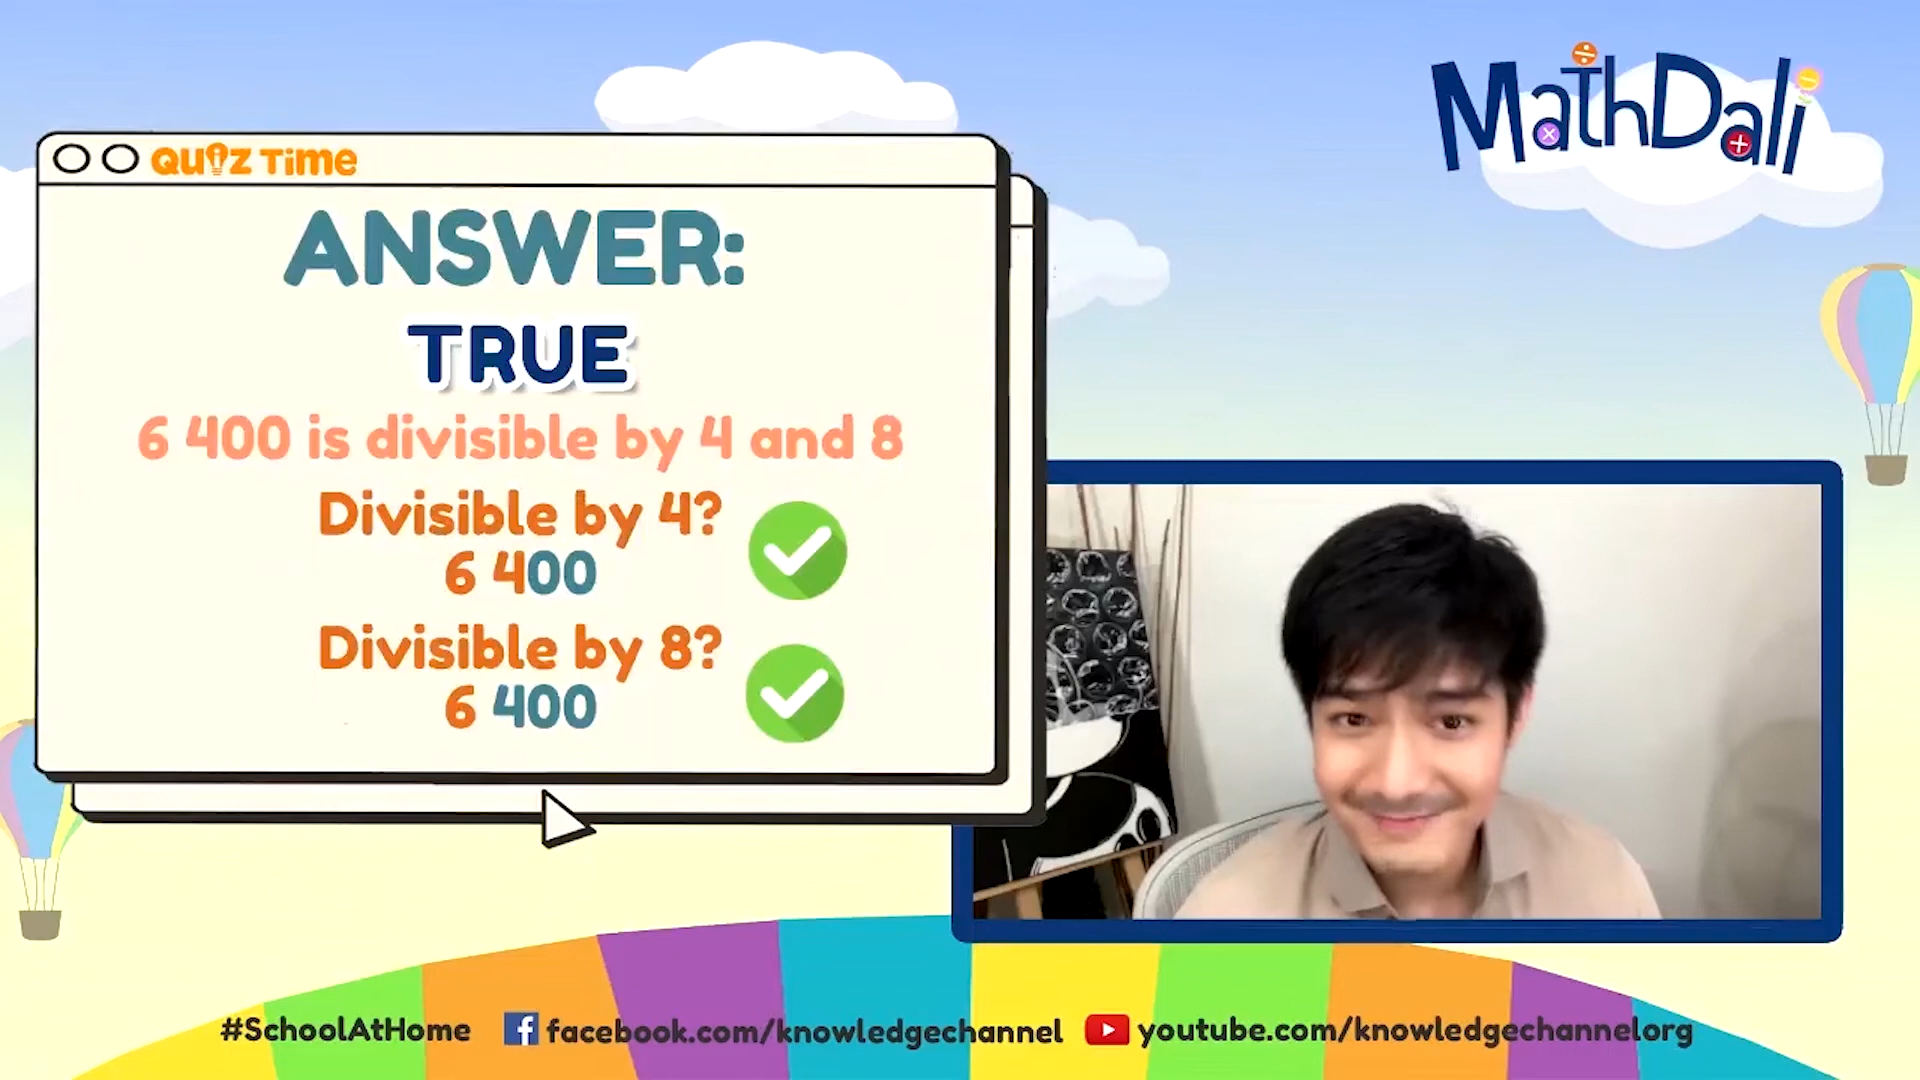 MathDali
QUIZ TIME
ANSWER:
TRUE
6 400 is divisible by 4 and 8
Divisible by 4?
6 400
Divisible by 8?
6 400
#SchoolAtHome facebook.com/knowledgechannel youtube.com/knowledgechannelorg